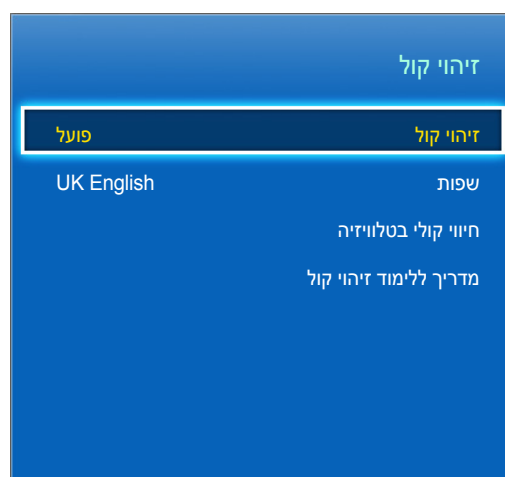 זיהוי קול
זיהוי קול פועל
שפות UK English
חיווי קולי בטלוויזיה
מדריך ללימוד זיהוי קול